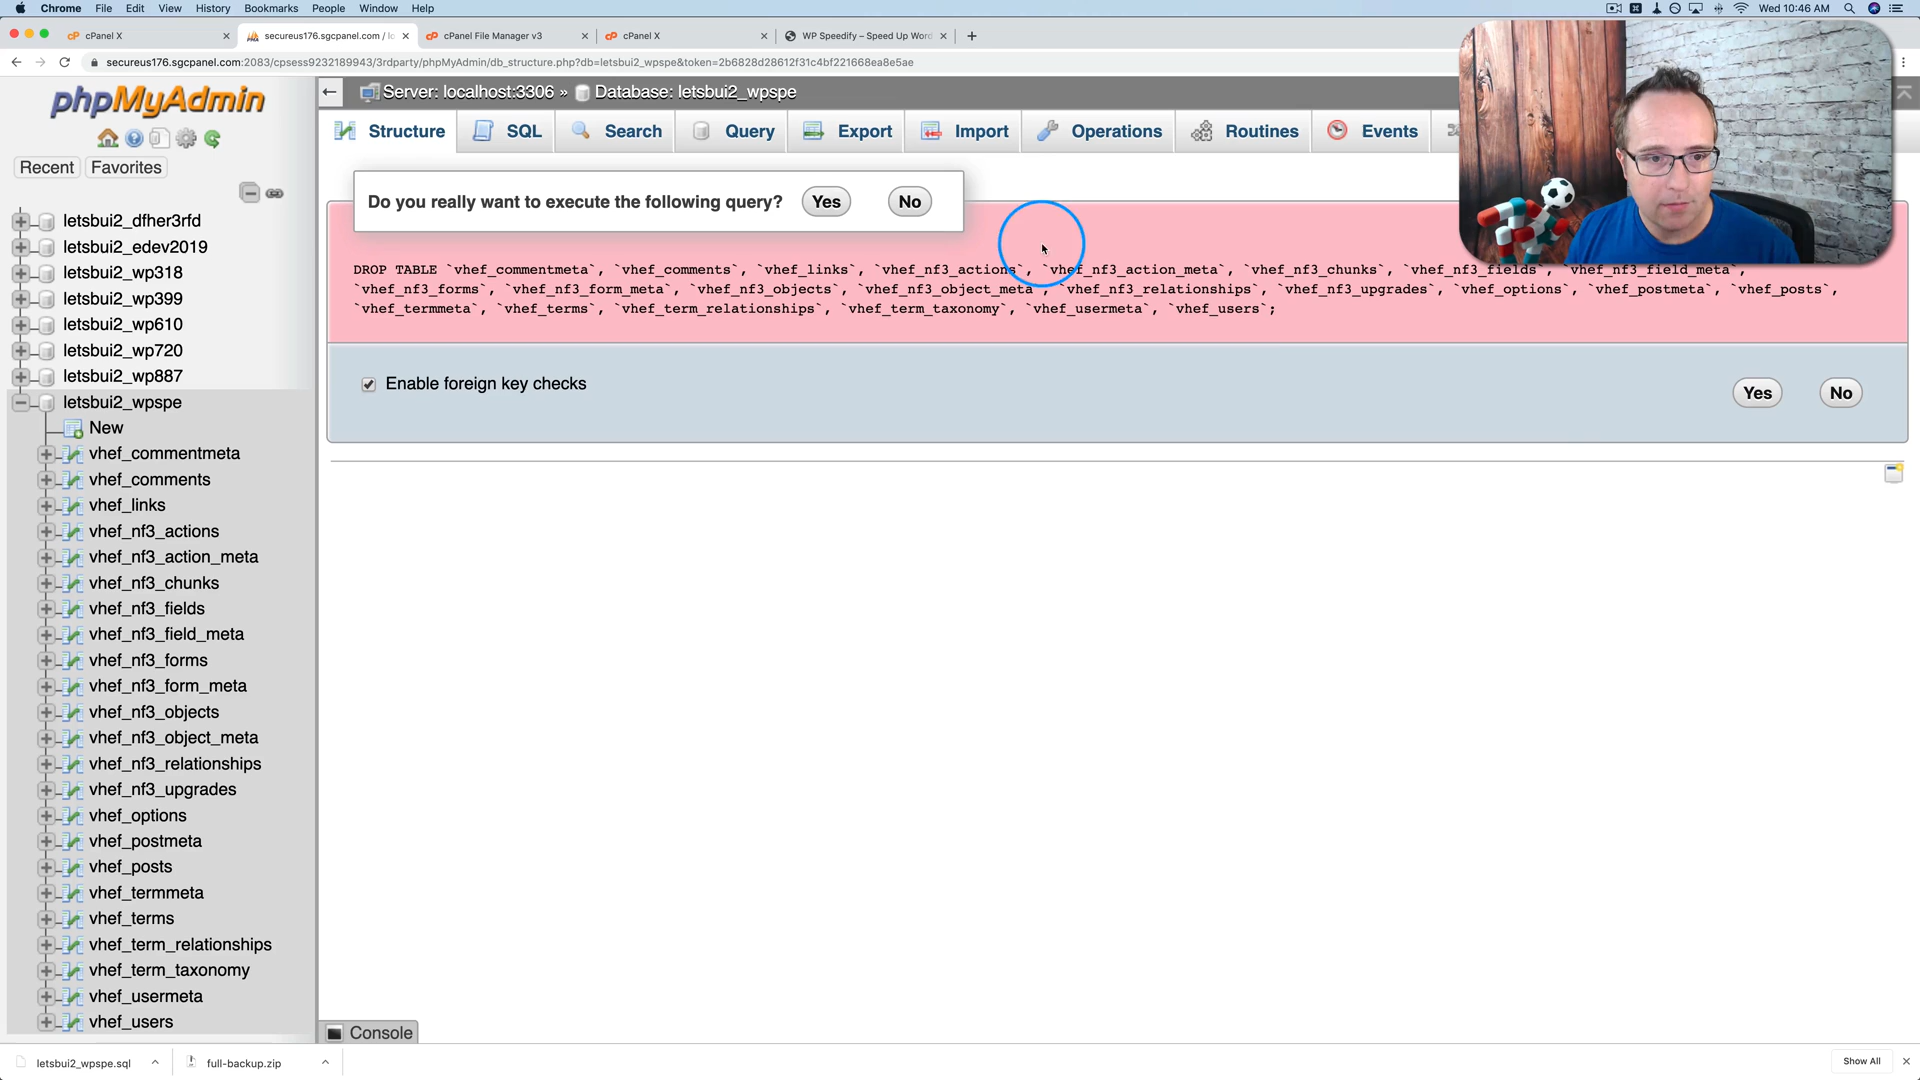 Chrome File Edit View History Bookmarks People Window Help Wed 10:46 AM
cPanel X secureus176.sgcpanel.com / lo cPanel File Manager v3 cPanel X WP Speedify – Speed Up Word
secureus176.sgcpanel.com:2083/cpsess9232189943/3rdparty/phpMyAdmin/db_structure.php?db=letsbui2_wpspe&token=2b6828d28612f31c4bf221668ea8e5ae
phpMyAdmin
Server: localhost:3306 » Database: letsbui2_wpspe
Structure SQL Search Query Export Import Operations Routines Events
Recent Favorites
Do you really want to execute the following query? Yes No
DROP TABLE `vhef_commentmeta`, `vhef_comments`, `vhef_links`, `vhef_nf3_actions`, `vhef_nf3_action_meta`, `vhef_nf3_chunks`, `vhef_nf3_fields`, `vhef_nf3_field_meta`,
`vhef_nf3_forms`, `vhef_nf3_form_meta`, `vhef_nf3_objects`, `vhef_nf3_object_meta`, `vhef_nf3_relationships`, `vhef_nf3_upgrades`, `vhef_options`, `vhef_postmeta`, `vhef_posts`,
`vhef_termmeta`, `vhef_terms`, `vhef_term_relationships`, `vhef_term_taxonomy`, `vhef_usermeta`, `vhef_users`;
Enable foreign key checks
Yes No
letsbui2_dfher3rfd
letsbui2_edev2019
letsbui2_wp318
letsbui2_wp399
letsbui2_wp610
letsbui2_wp720
letsbui2_wp887
letsbui2_wpspe
New
vhef_commentmeta
vhef_comments
vhef_links
vhef_nf3_actions
vhef_nf3_action_meta
vhef_nf3_chunks
vhef_nf3_fields
vhef_nf3_field_meta
vhef_nf3_forms
vhef_nf3_form_meta
vhef_nf3_objects
vhef_nf3_object_meta
vhef_nf3_relationships
vhef_nf3_upgrades
vhef_options
vhef_postmeta
vhef_posts
vhef_termmeta
vhef_terms
vhef_term_relationships
vhef_term_taxonomy
vhef_usermeta
vhef_users
Console
letsbui2_wpspe.sql full-backup.zip Show All